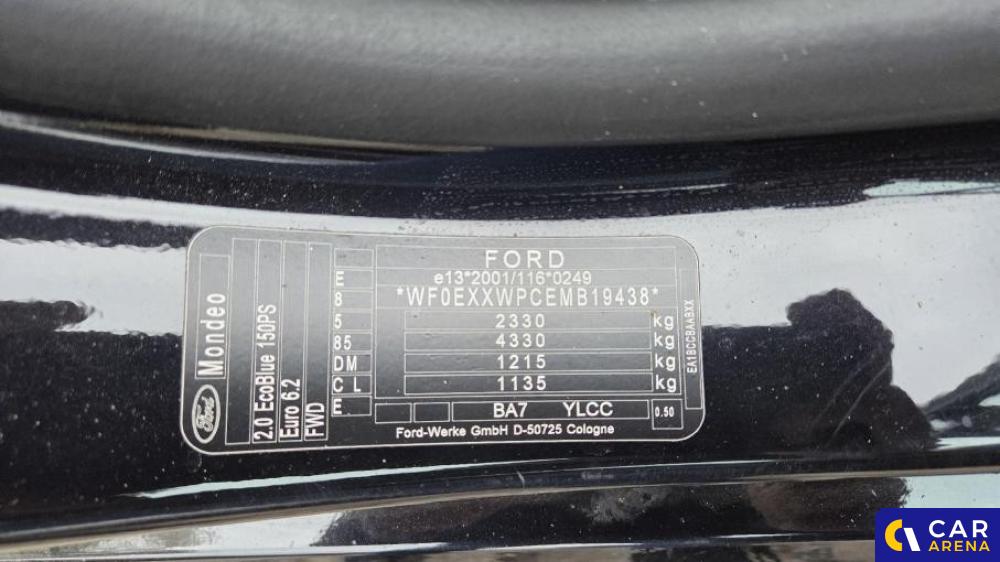 FORD
e13*2001/116*0249
*WF0EXXWPCEMB19438*
2330 kg
4330 kg
1215 kg
1135 kg
BA7 YLCC 0.50
Ford-Werke GmbH D-50725 Cologne
Mondeo
Ford
2.0 EcoBlue 150PS
Euro 6.2
FWD
E
8
5
85
DM
C L
E
EA1BCCBAABXX
CAR
ARENA